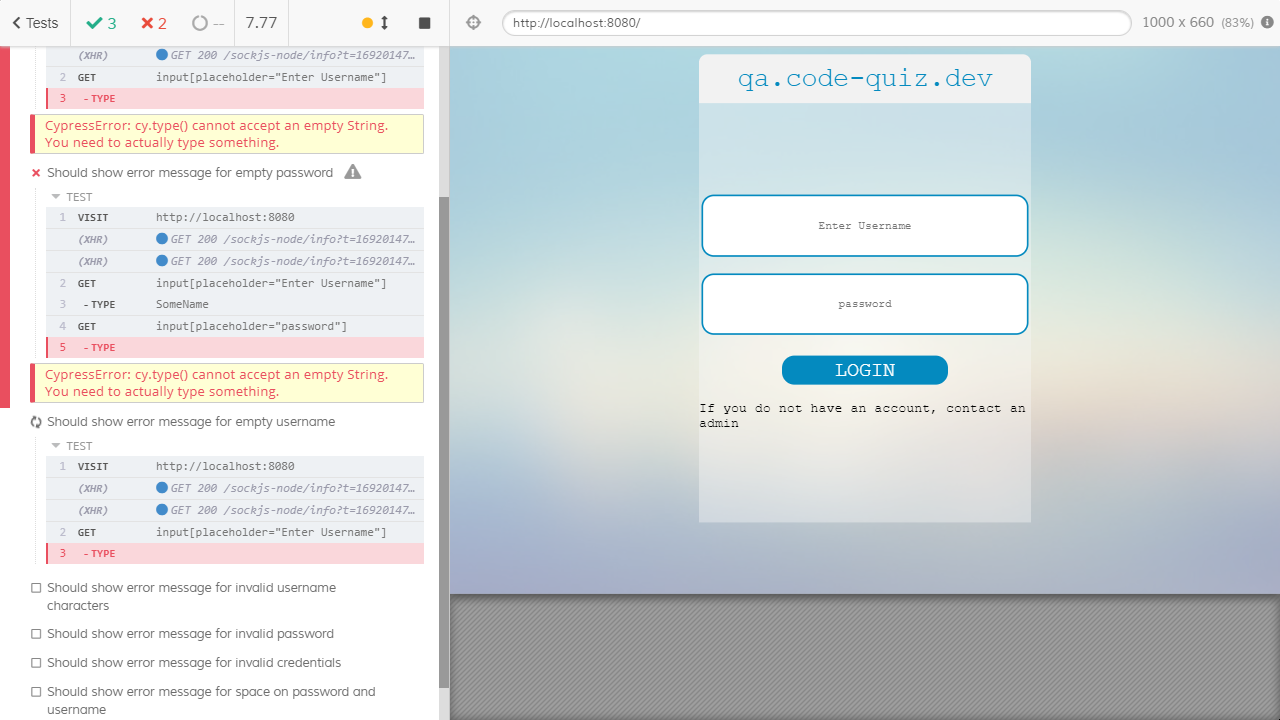 Tests
3
2
--
7.77
http://localhost:8080/
1000 x 660 (83%)
(XHR) GET 200 /sockjs-node/info?t=16920147…
2 GET input[placeholder="Enter Username"]
3 - TYPE
CypressError: cy.type() cannot accept an empty String.
You need to actually type something.
Should show error message for empty password
TEST
1 VISIT http://localhost:8080
(XHR) GET 200 /sockjs-node/info?t=16920147…
(XHR) GET 200 /sockjs-node/info?t=16920147…
2 GET input[placeholder="Enter Username"]
3 - TYPE SomeName
4 GET input[placeholder="password"]
5 - TYPE
CypressError: cy.type() cannot accept an empty String.
You need to actually type something.
Should show error message for empty username
TEST
1 VISIT http://localhost:8080
(XHR) GET 200 /sockjs-node/info?t=16920147…
(XHR) GET 200 /sockjs-node/info?t=16920147…
2 GET input[placeholder="Enter Username"]
3 - TYPE
Should show error message for invalid username
characters
Should show error message for invalid password
Should show error message for invalid credentials
Should show error message for space on password and
username
qa.code-quiz.dev
Enter Username
password
LOGIN
If you do not have an account, contact an
admin